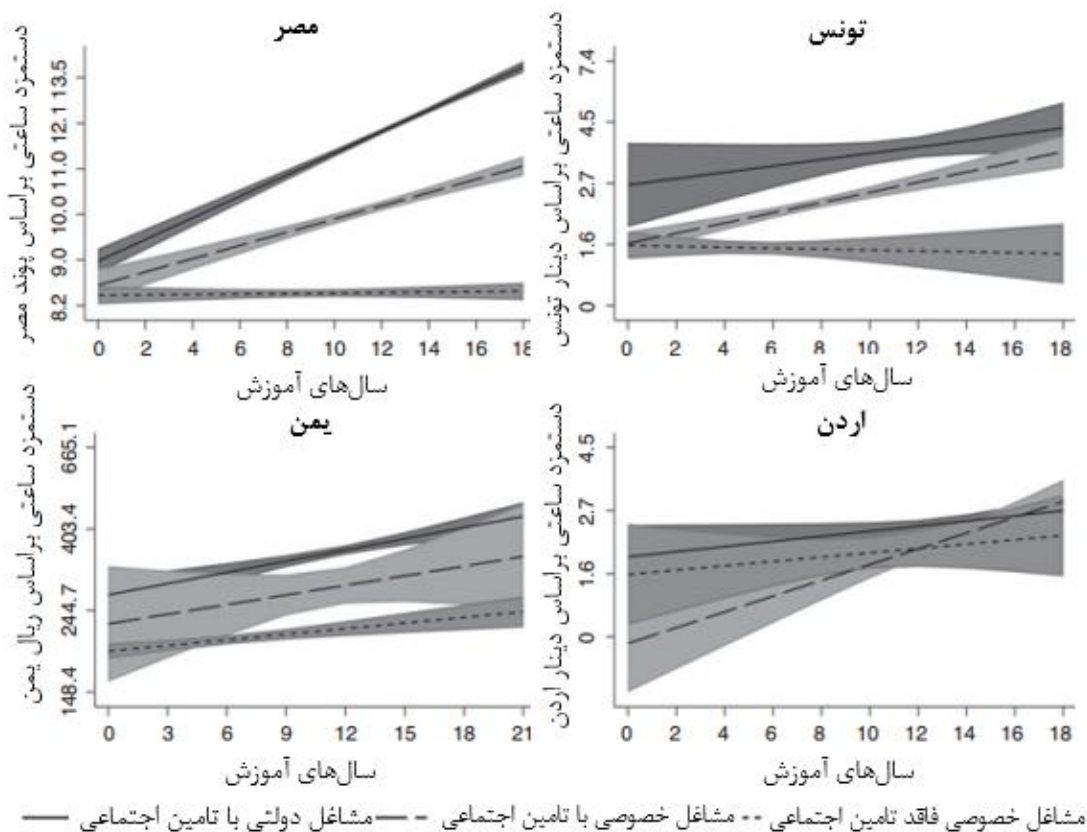 مصر
دستمزد ساعتی براساس پوند مصر
13.5
12.1
11.0
10.0
9.0
8.2
0 2 4 6 8 10 12 14 16 18
سال‌های آموزش
تونس
دستمزد ساعتی براساس دینار تونس
7.4
4.5
2.7
1.6
0
0 2 4 6 8 10 12 14 16 18
سال‌های آموزش
یمن
دستمزد ساعتی براساس ریال یمن
665.1
403.4
244.7
148.4
0 3 6 9 12 15 18 21
سال‌های آموزش
اردن
دستمزد ساعتی براساس دینار اردن
4.5
2.7
1.6
0
0 2 4 6 8 10 12 14 16 18
سال‌های آموزش
مشاغل خصوصی فاقد تامین اجتماعی مشاغل خصوصی با تامین اجتماعی مشاغل دولتی با تامین اجتماعی